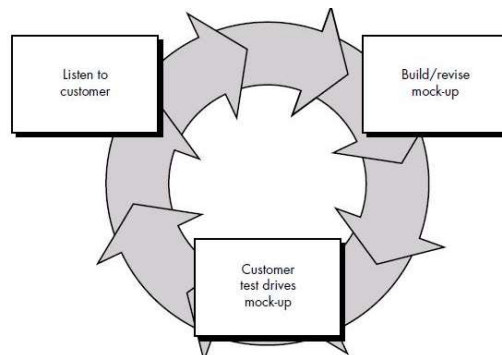 Listen to
customer
Build/revise
mock-up
Customer
test drives
mock-up